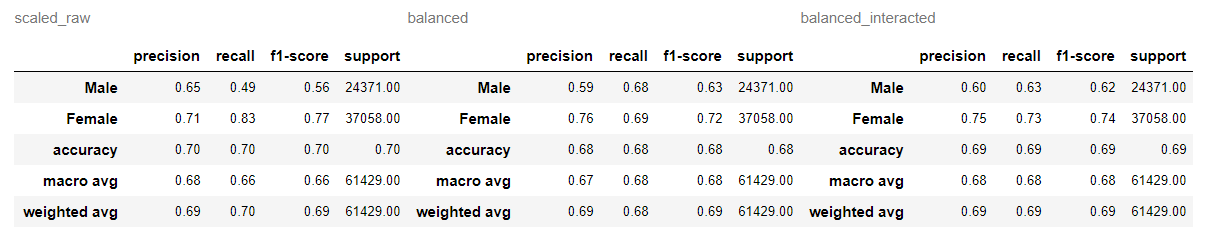 scaled_raw balanced balanced_interacted
precision recall f1-score support precision recall f1-score support precision recall f1-score support
Male 0.65 0.49 0.56 24371.00 Male 0.59 0.68 0.63 24371.00 Male 0.60 0.63 0.62 24371.00
Female 0.71 0.83 0.77 37058.00 Female 0.76 0.69 0.72 37058.00 Female 0.75 0.73 0.74 37058.00
accuracy 0.70 0.70 0.70 0.70 accuracy 0.68 0.68 0.68 0.68 accuracy 0.69 0.69 0.69 0.69
macro avg 0.68 0.66 0.66 61429.00 macro avg 0.67 0.68 0.68 61429.00 macro avg 0.68 0.68 0.68 61429.00
weighted avg 0.69 0.70 0.69 61429.00 weighted avg 0.69 0.68 0.69 61429.00 weighted avg 0.69 0.69 0.69 61429.00